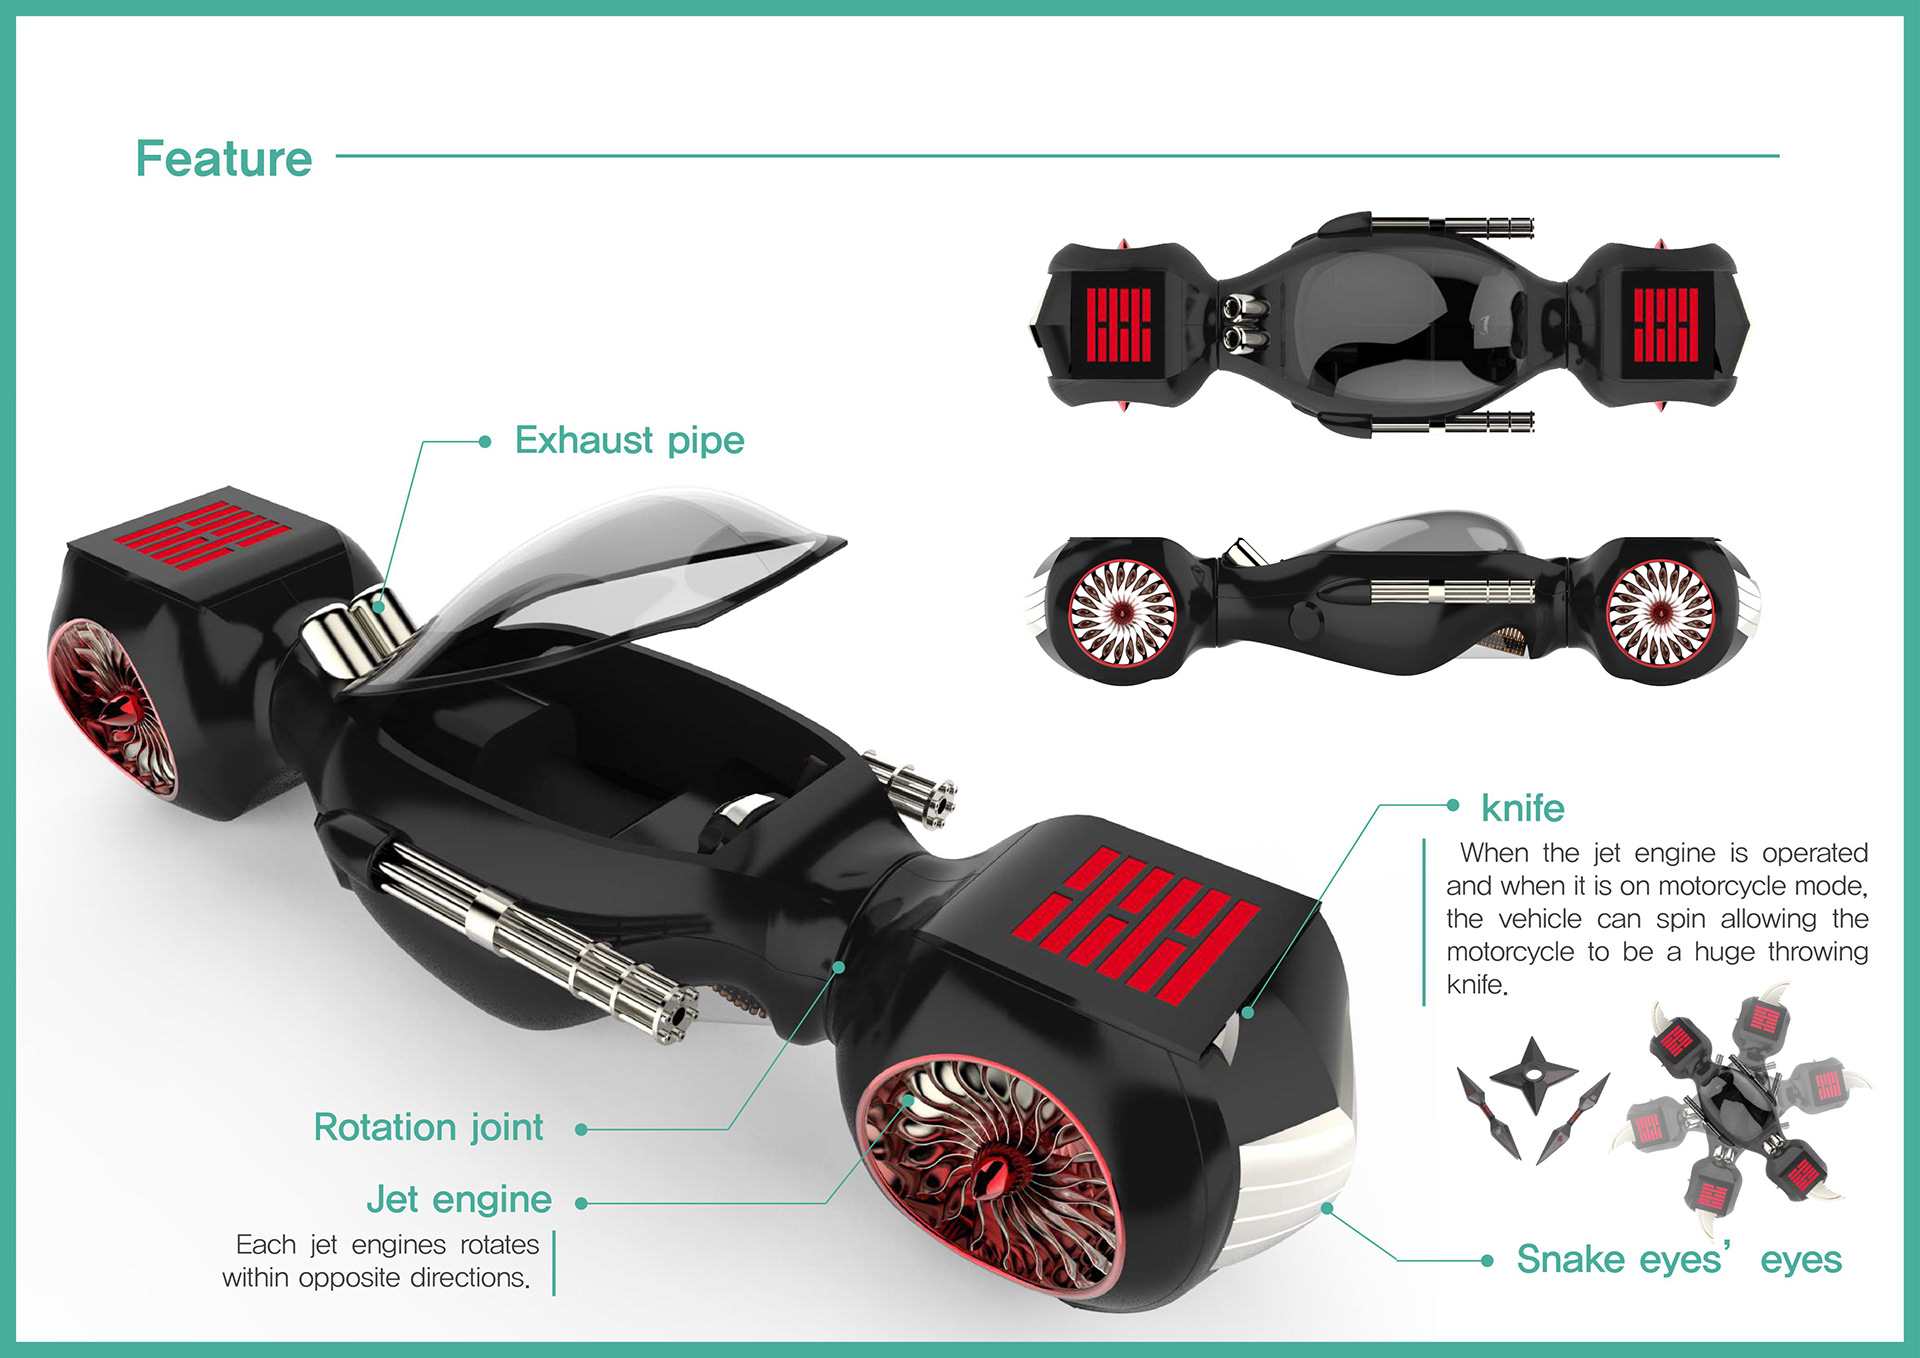 Feature
Exhaust pipe
knife
When the jet engine is operated
and when it is on motorcycle mode,
the vehicle can spin allowing the
motorcycle to be a huge throwing
knife.
Rotation joint
Jet engine
Each jet engines rotates
within opposite directions.
Snake eyes’ eyes